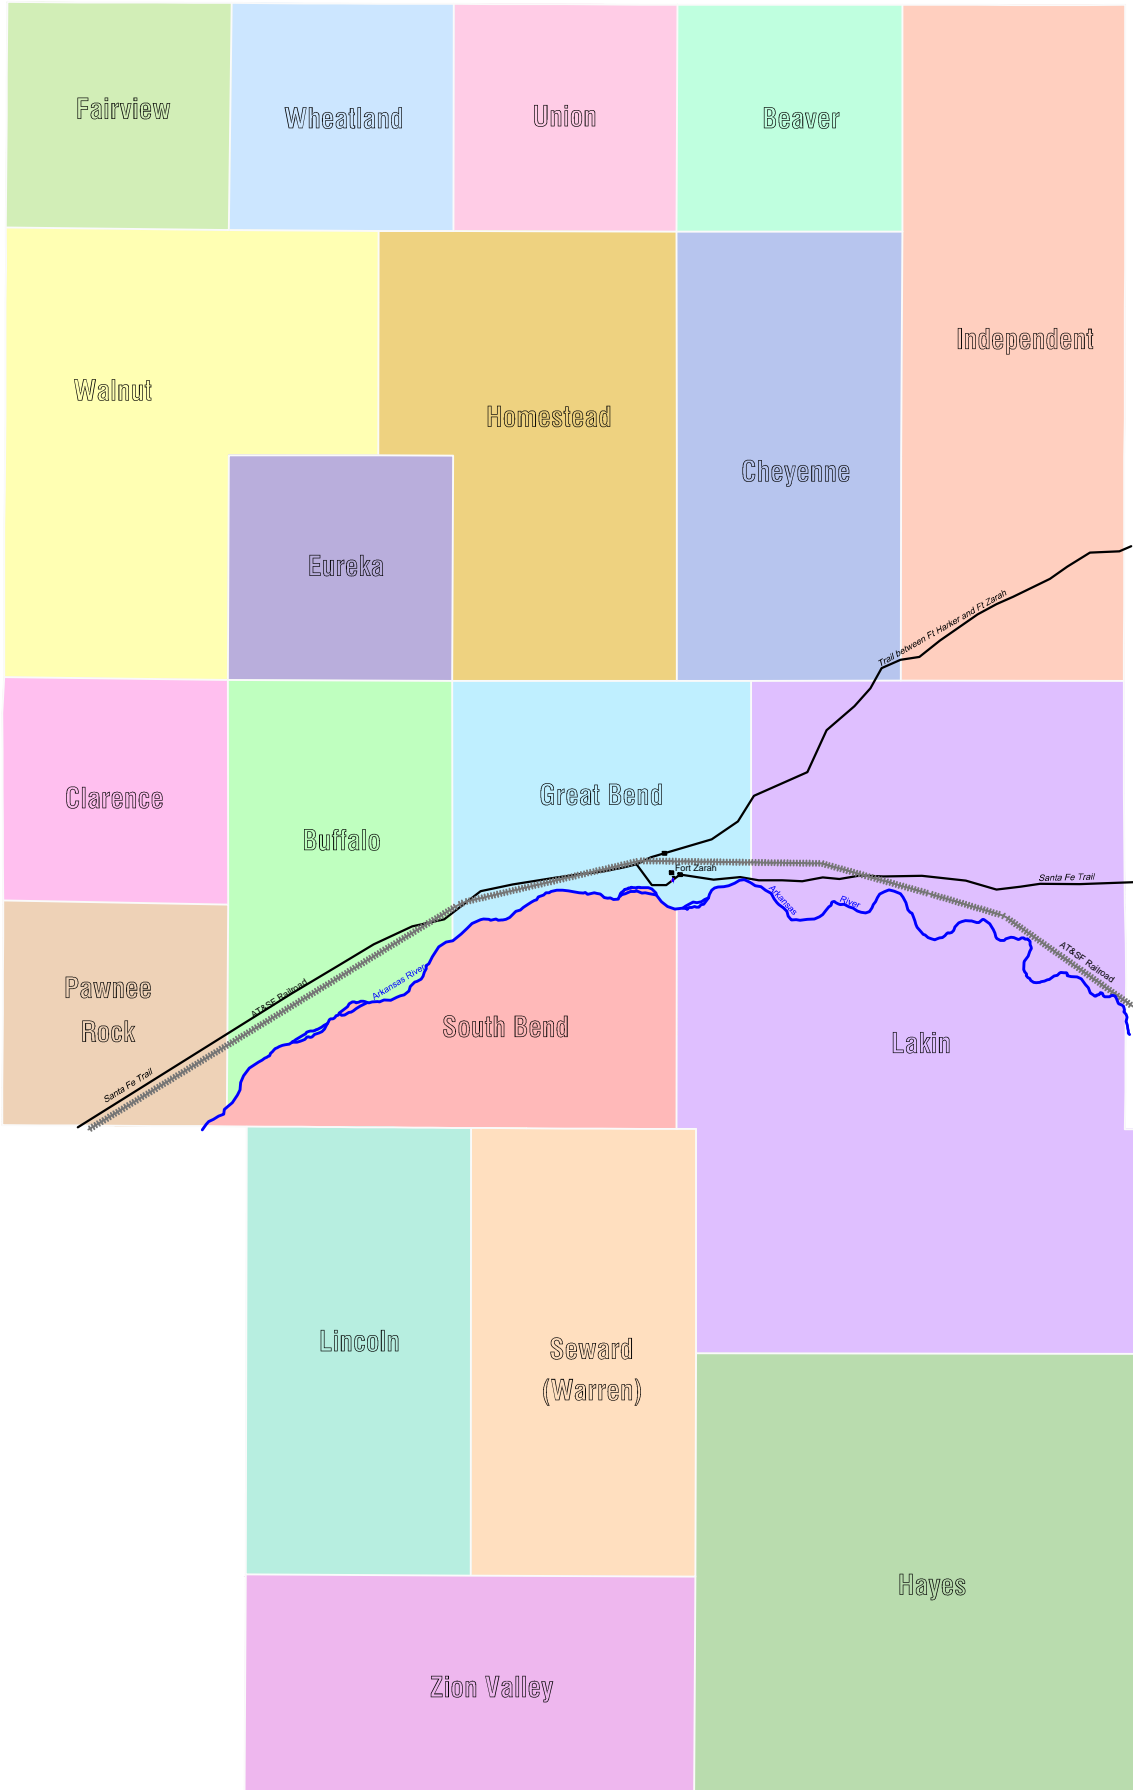 Fairview
Wheatland
Union
Beaver
Independent
Walnut
Homestead
Cheyenne
Eureka
Trail between Ft Harker and Ft Zarah
Clarence
Great Bend
Buffalo
Fort Zarah
Santa Fe Trail
Arkansas
River
AT&SF Railroad
Arkansas River
AT&SF Railroad
Pawnee
Rock
South Bend
Lakin
Santa Fe Trail
Lincoln
Seward
(Warren)
Hayes
Zion Valley